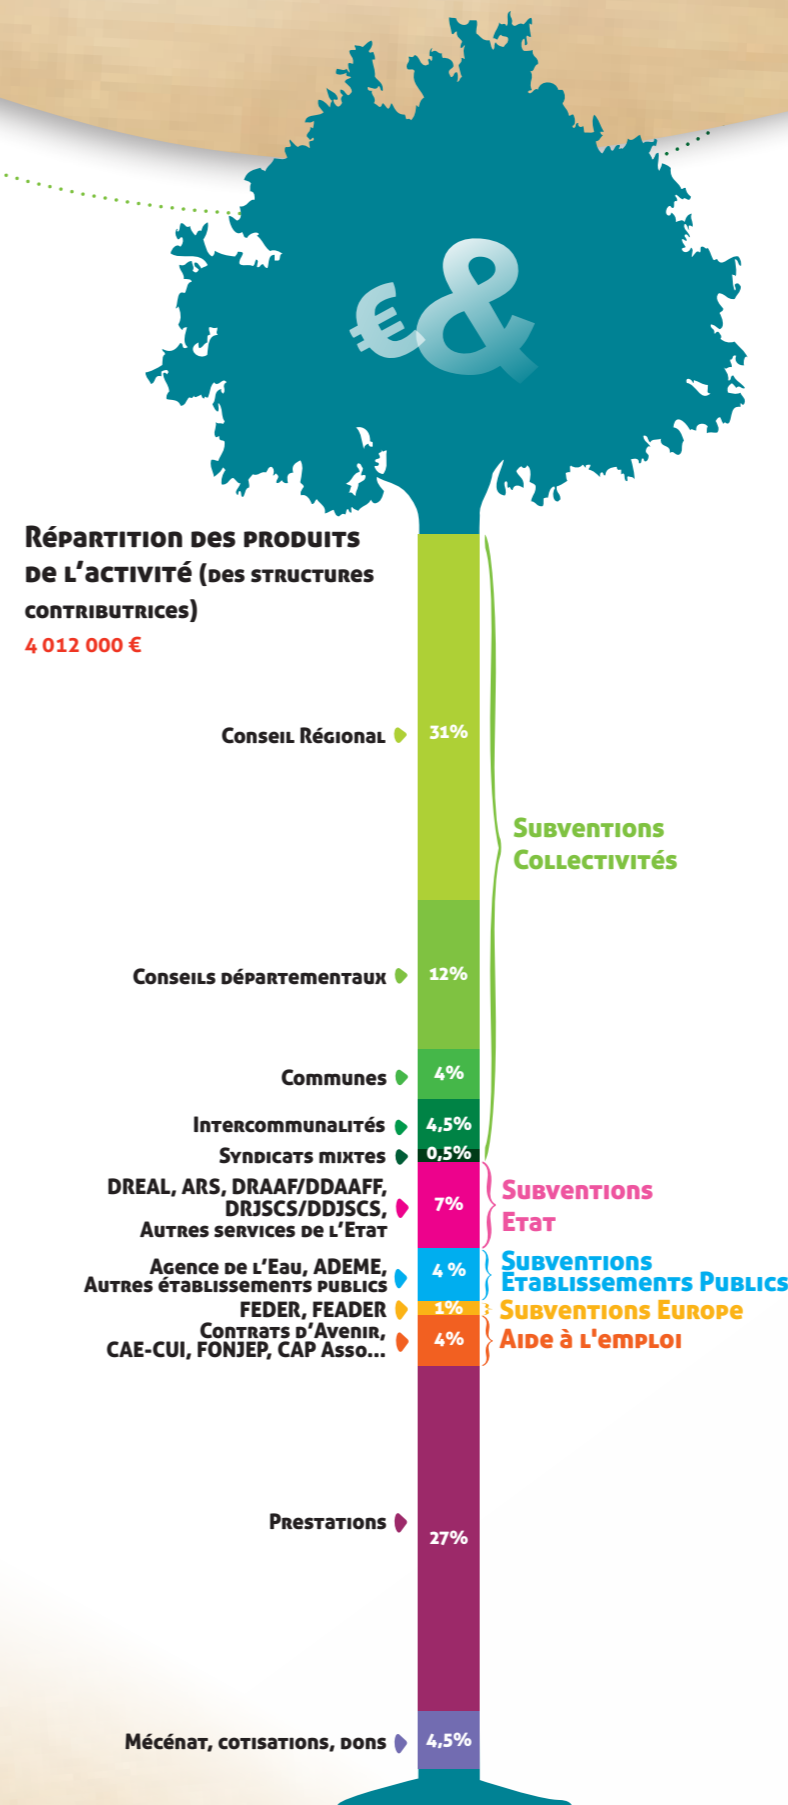 €&
Répartition des produits
de l'activité (des structures
contributrices)
4 012 000 €
Conseil Régional
31%
Subventions
Collectivités
Conseils départementaux
12%
Communes
4%
Intercommunalités
4,5%
Syndicats mixtes
0,5%
DREAL, ARS, DRAAF/DDAAFF,
DRJSCS/DDJSCS,
Autres services de l'Etat
7%
Subventions
Etat
Agence de l'Eau, ADEME,
Autres établissements publics
4 %
Subventions
Etablissements Publics
FEDER, FEADER
1%
Subventions Europe
Contrats d'Avenir,
CAE-CUI, FONJEP, CAP Asso...
4%
Aide à l'emploi
Prestations
27%
Mécénat, cotisations, dons
4,5%